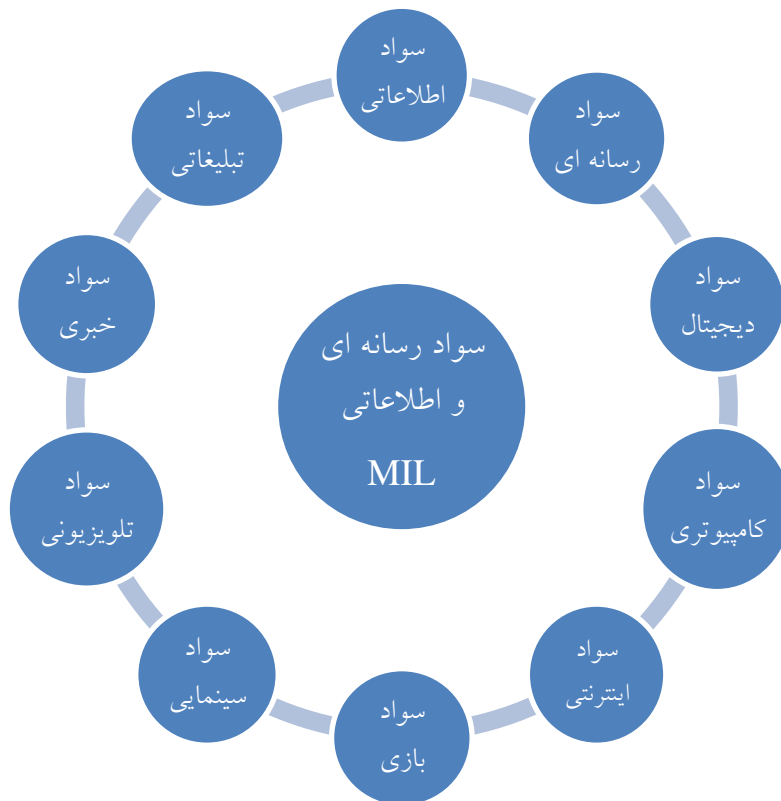 سواد
اطلاعاتی
سواد
رسانه ای
سواد
دیجیتال
سواد
کامپیوتری
سواد
اینترنتی
سواد
بازی
سواد
سینمایی
سواد
تلویزیونی
سواد
خبری
سواد
تبلیغاتی
سواد رسانه ای
و اطلاعاتی
MIL